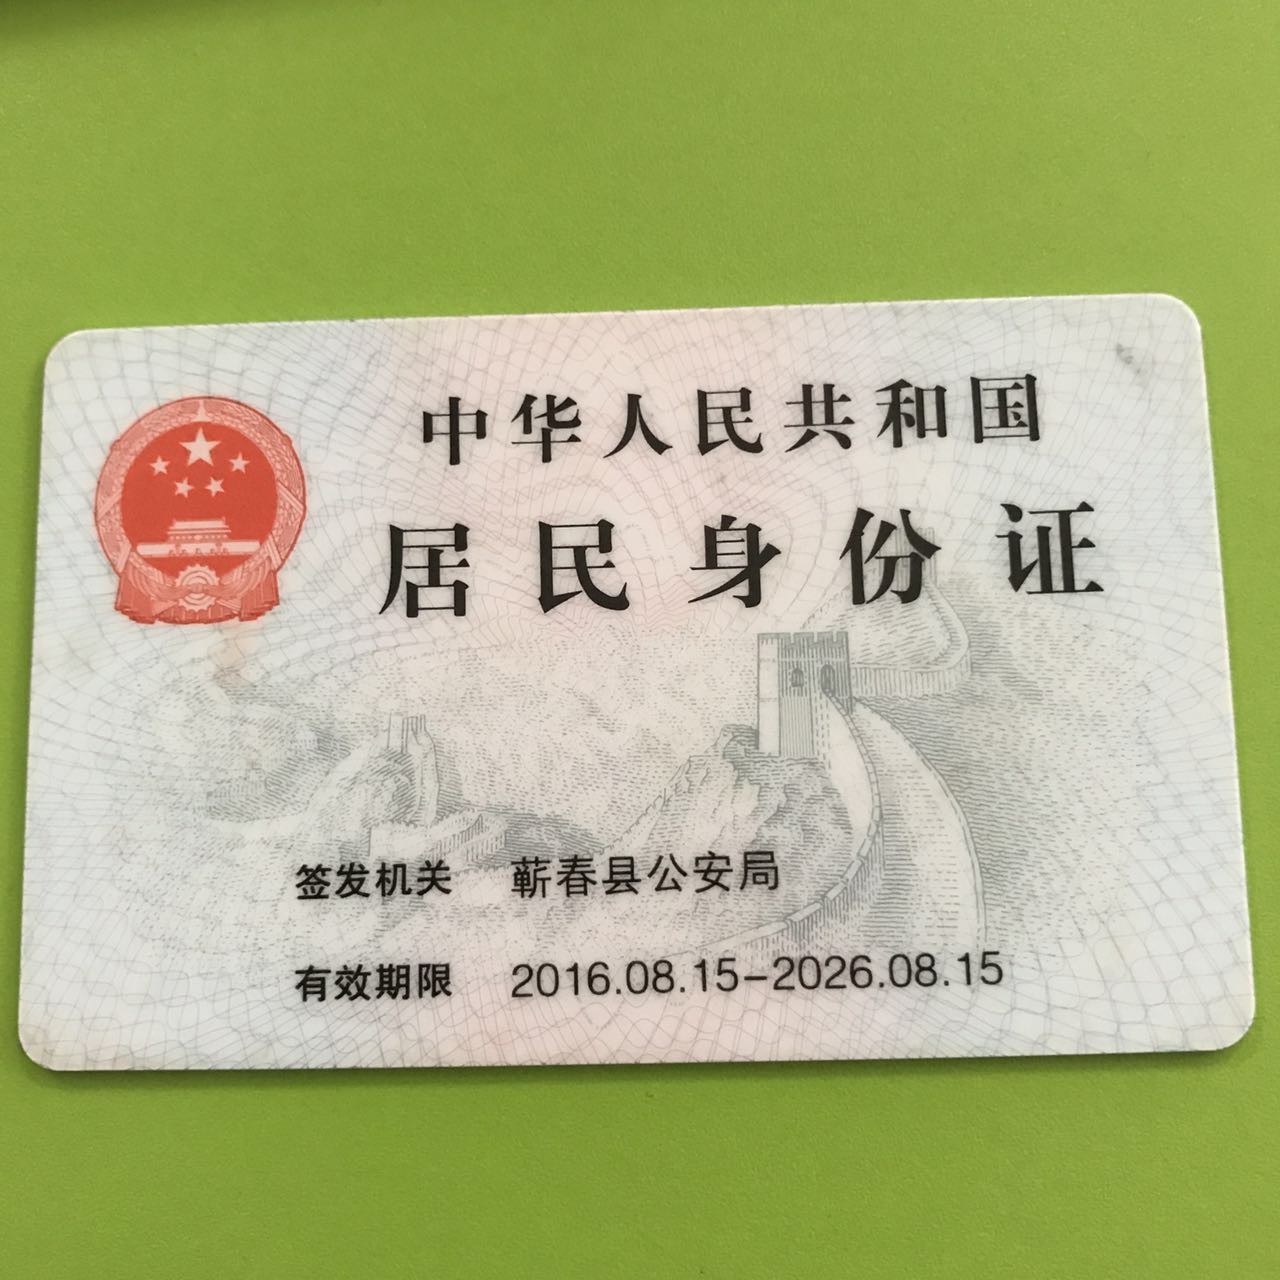 中华人民共和国
居民身份证
签发机关 蕲春县公安局
有效期限 2016.08.15-2026.08.15